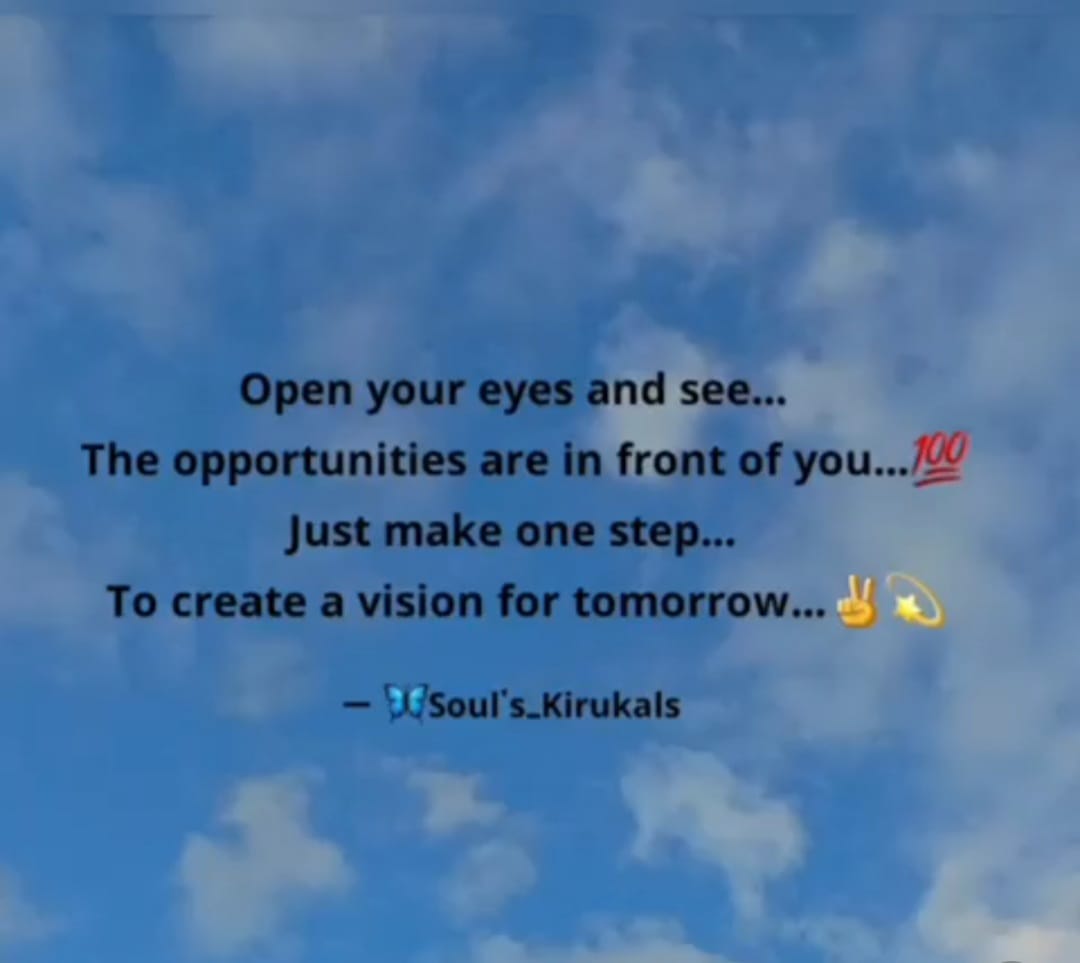 Open your eyes and see...
The opportunities are in front of you...💯
Just make one step...
To create a vision for tomorrow...✌️💫
— 🦋Soul's_Kirukals